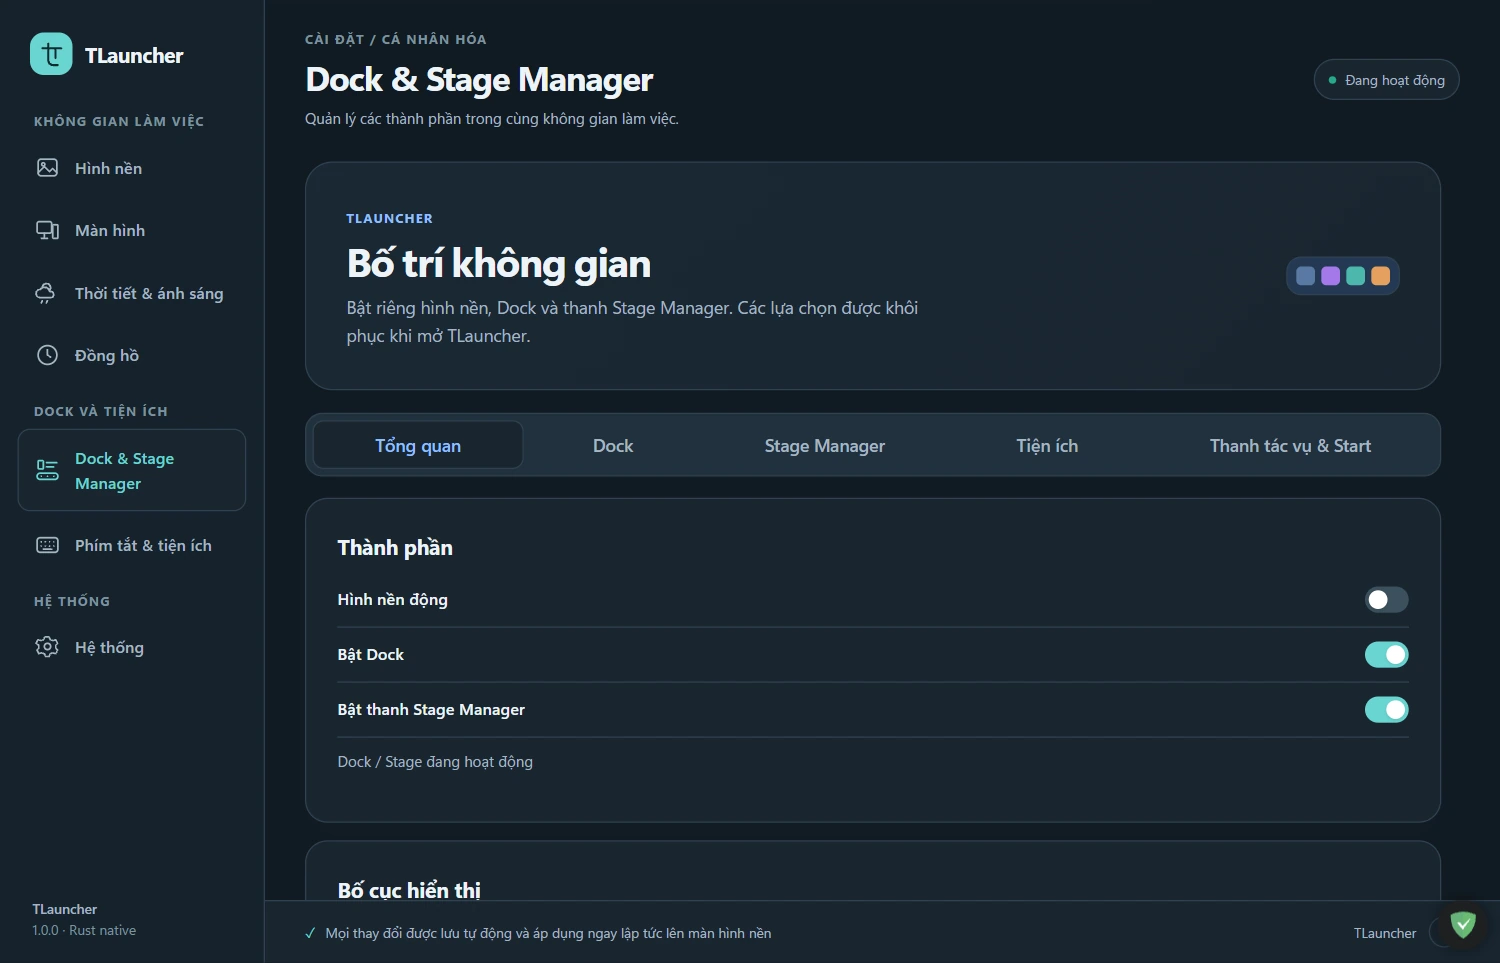 TLauncher
KHÔNG GIAN LÀM VIỆC
Hình nền
Màn hình
Thời tiết & ánh sáng
Đồng hồ
DOCK VÀ TIỆN ÍCH
Dock & Stage
Manager
Phím tắt & tiện ích
HỆ THỐNG
Hệ thống
TLauncher
1.0.0 · Rust native
CÀI ĐẶT / CÁ NHÂN HÓA
Dock & Stage Manager
Quản lý các thành phần trong cùng không gian làm việc.
Đang hoạt động
TLAUNCHER
Bố trí không gian
Bật riêng hình nền, Dock và thanh Stage Manager. Các lựa chọn được khôi
phục khi mở TLauncher.
Tổng quan
Dock
Stage Manager
Tiện ích
Thanh tác vụ & Start
Thành phần
Hình nền động
Bật Dock
Bật thanh Stage Manager
Dock / Stage đang hoạt động
Bố cục hiển thị
Mọi thay đổi được lưu tự động và áp dụng ngay lập tức lên màn hình nền
TLauncher